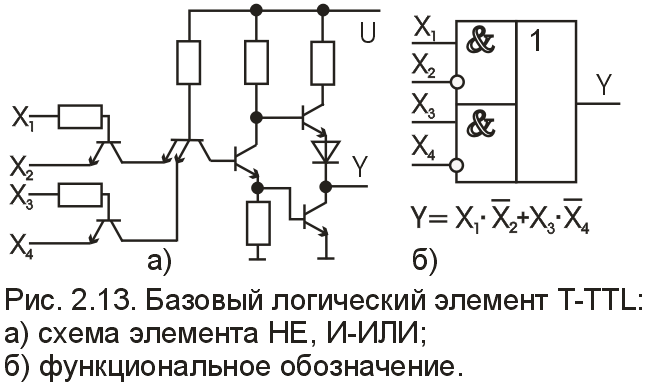 U
X₁
X₂
X₃
X₄
Y
а)
X₁
X₂
X₃
X₄
&
&
1
Y
Y= X₁·X̅₂+X₃·X̅₄
б)
Рис. 2.13. Базовый логический элемент T-TTL:
а) схема элемента НЕ, И-ИЛИ;
б) функциональное обозначение.